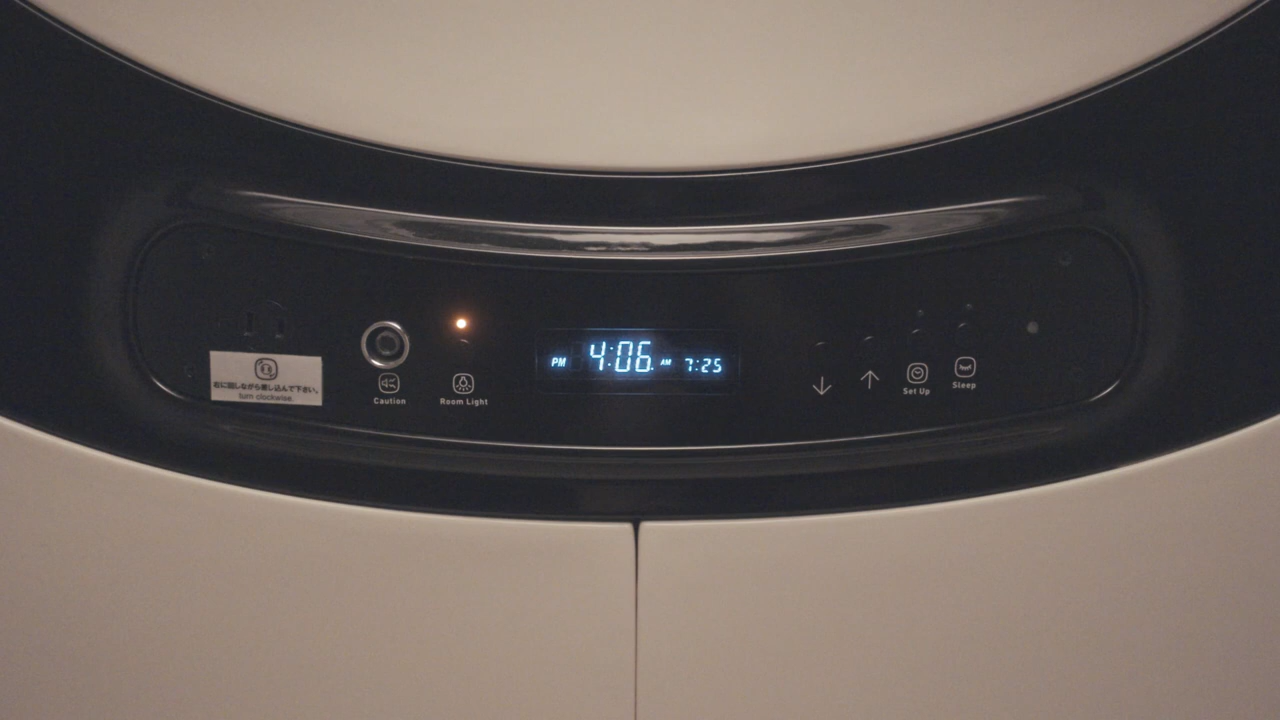 右に回しながら差し込んで下さい。
turn clockwise.
Caution
Room Light
PM 4:06 AM 7:25
Set Up
Sleep